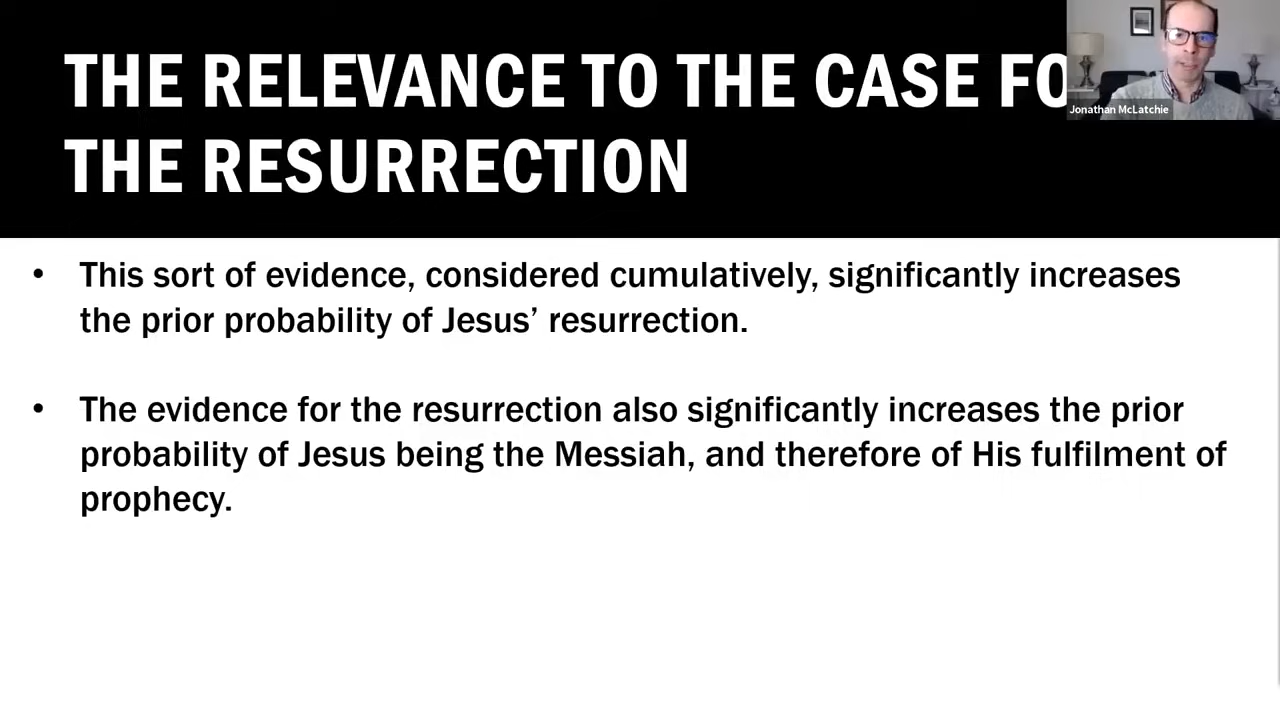 THE RELEVANCE TO THE CASE FO
THE RESURRECTION
Jonathan McLatchie
• This sort of evidence, considered cumulatively, significantly increases
the prior probability of Jesus’ resurrection.
• The evidence for the resurrection also significantly increases the prior
probability of Jesus being the Messiah, and therefore of His fulfilment of
prophecy.